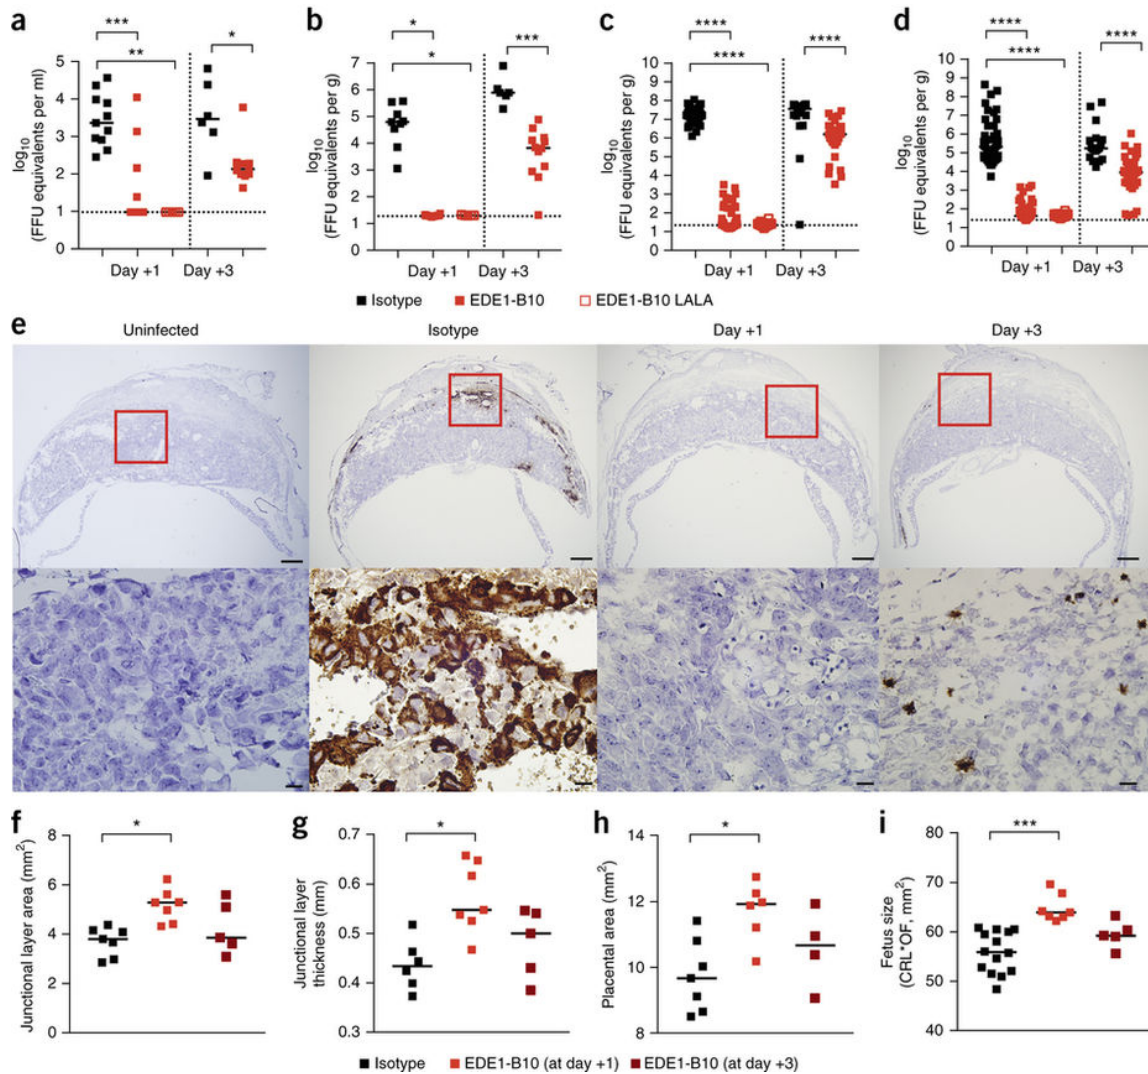 a
***
**
*
5
4
3
2
1
0
log10
(FFU equivalents per ml)
Day +1
Day +3
b
*
*
***
7
6
5
4
3
2
1
0
log10
(FFU equivalents per g)
Day +1
Day +3
c
****
****
****
10
9
8
7
6
5
4
3
2
1
0
log10
(FFU equivalents per g)
Day +1
Day +3
d
****
****
****
10
9
8
7
6
5
4
3
2
1
0
log10
(FFU equivalents per g)
Day +1
Day +3
Isotype EDE1-B10 EDE1-B10 LALA
e
Uninfected Isotype Day +1 Day +3
f
*
8
6
4
2
0
Junctional layer area (mm2)
g
*
0.7
0.6
0.5
0.4
0.3
Junctional layer
thickness (mm)
h
*
14
12
10
8
Placental area (mm2)
i
***
80
70
60
50
40
Fetus size
(CRL*OF, mm2)
Isotype EDE1-B10 (at day +1) EDE1-B10 (at day +3)